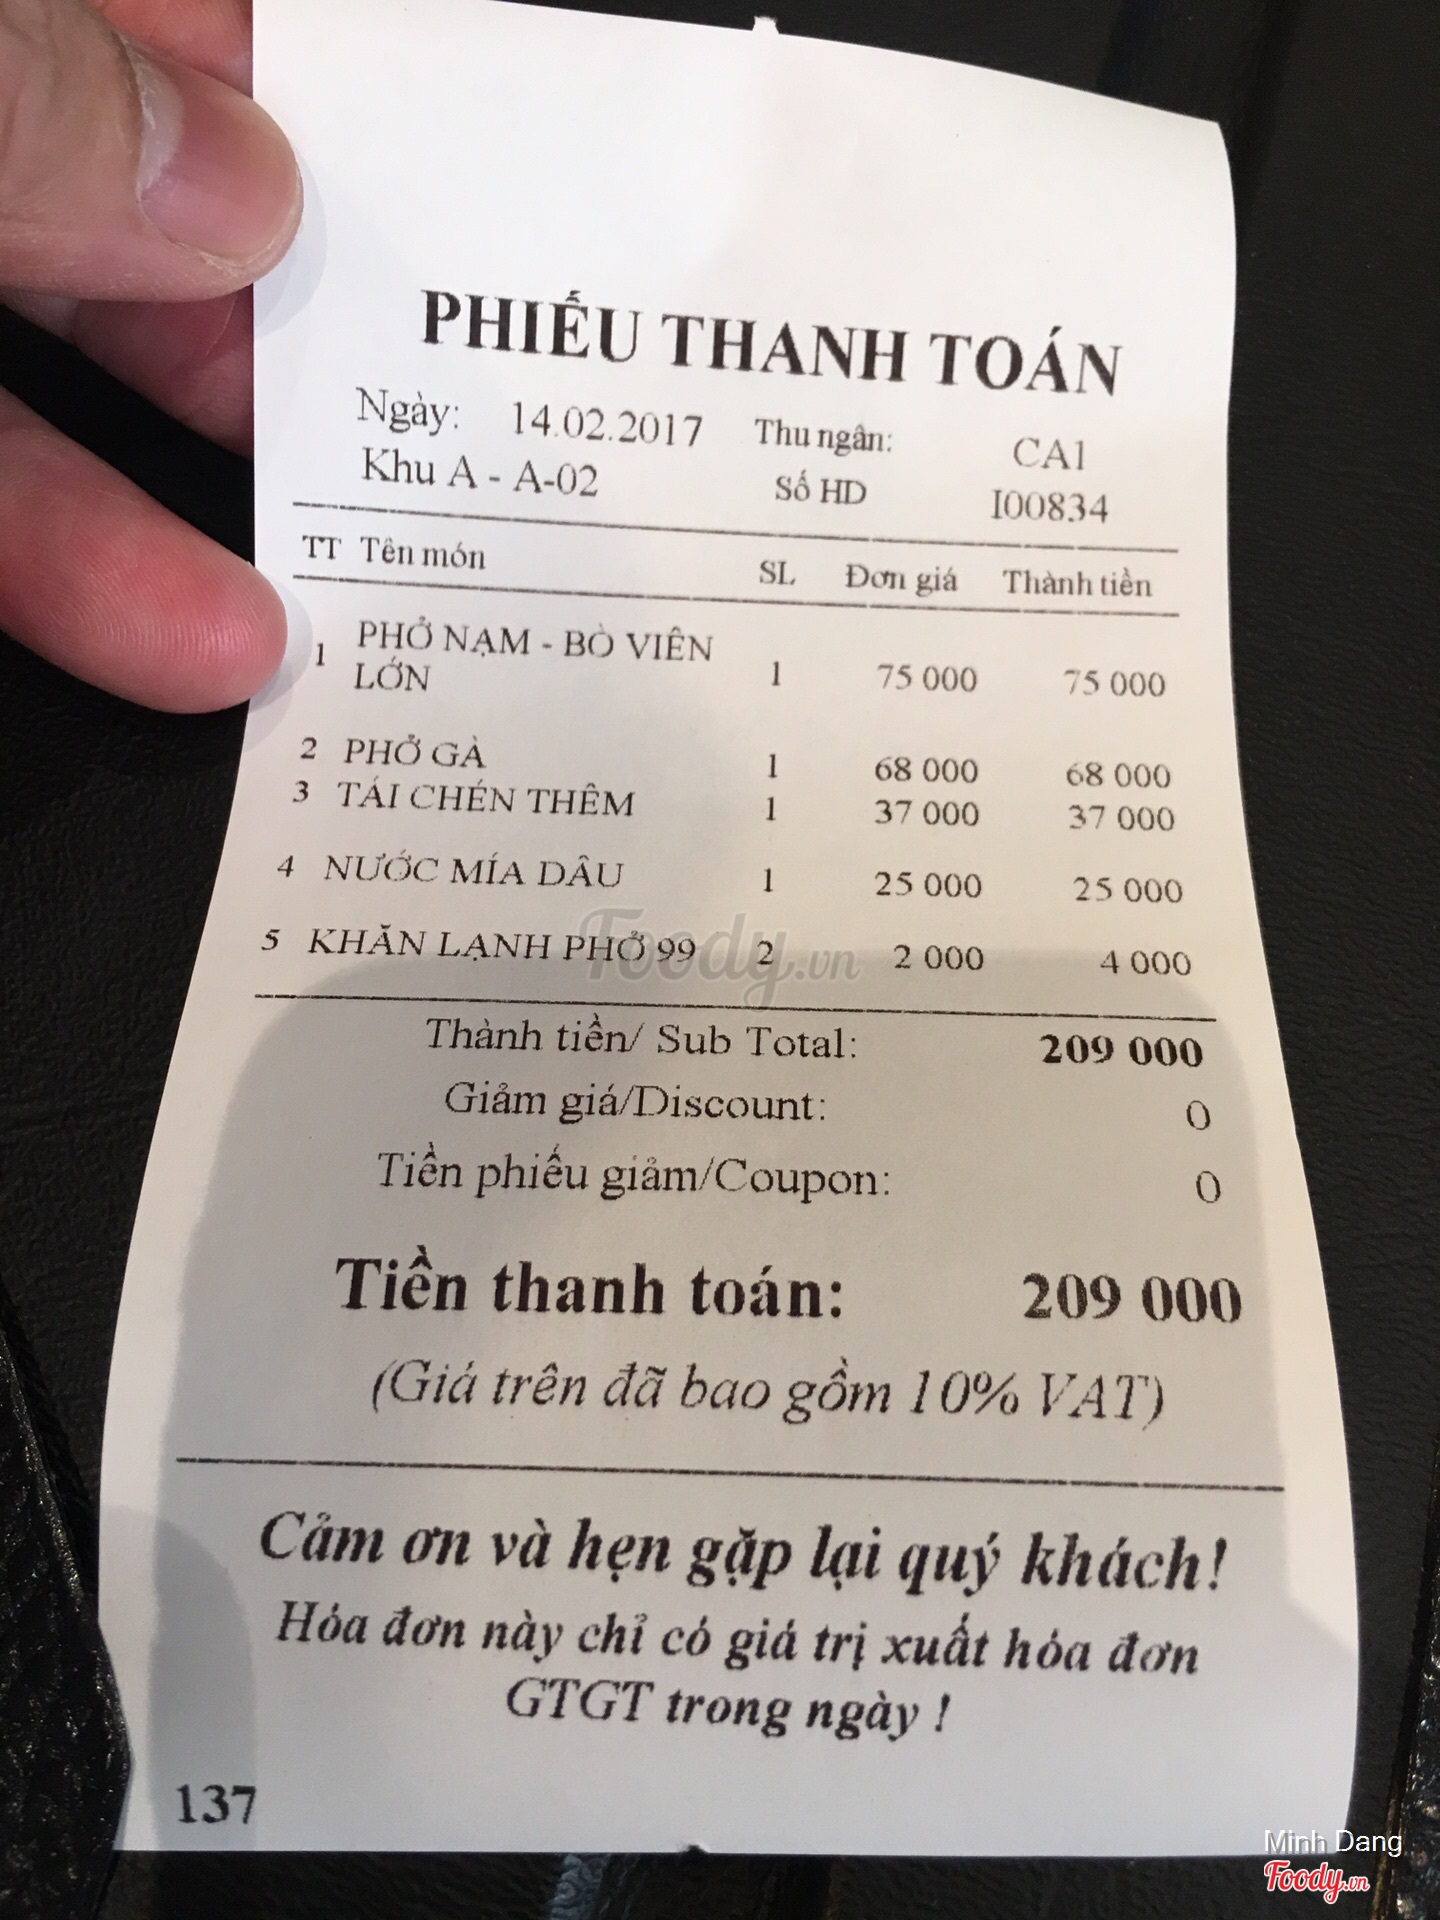 PHIẾU THANH TOÁN
Ngày: 14.02.2017 Thu ngân: CA1
Khu A - A-02 Số HD I00834
TT Tên món SL Đơn giá Thành tiền
1 PHỞ NẠM - BÒ VIÊN LỚN 1 75 000 75 000
2 PHỞ GÀ 1 68 000 68 000
3 TÁI CHÉN THÊM 1 37 000 37 000
4 NƯỚC MÍA DÂU 1 25 000 25 000
5 KHĂN LẠNH PHỞ 99 2 2 000 4 000
Thành tiền/ Sub Total: 209 000
Giảm giá/Discount: 0
Tiền phiếu giảm/Coupon: 0
Tiền thanh toán: 209 000
(Giá trên đã bao gồm 10% VAT)
Cảm ơn và hẹn gặp lại quý khách!
Hóa đơn này chỉ có giá trị xuất hóa đơn
GTGT trong ngày !
137
Foody.vn
Minh Dang
Foody.vn